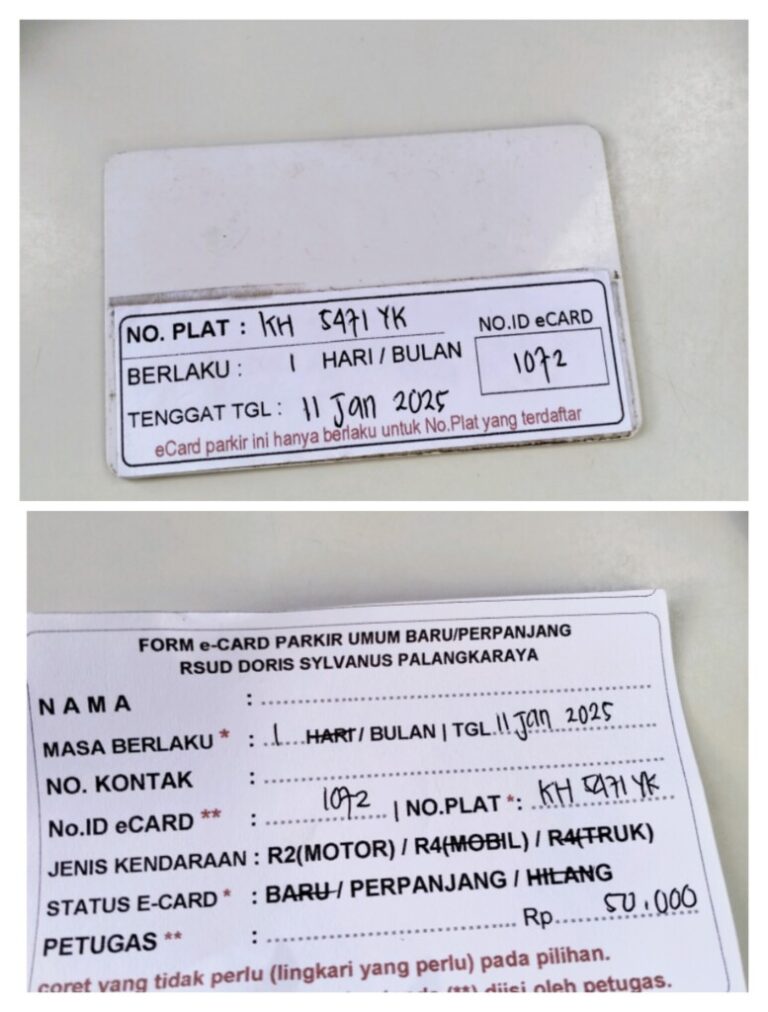 NO. PLAT : KH 5471 YK
NO.ID eCARD
BERLAKU : 1 HARI / BULAN
1072
TENGGAT TGL : 11 Jan 2025
eCard parkir ini hanya berlaku untuk No.Plat yang terdaftar
FORM e-CARD PARKIR UMUM BARU/PERPANJANG
RSUD DORIS SYLVANUS PALANGKARAYA
NAMA :
MASA BERLAKU * : 1 HARI / BULAN | TGL 11 Jan 2025
NO. KONTAK :
No.ID eCARD ** : 1072 | NO.PLAT *: KH 5471 YK
JENIS KENDARAAN : R2(MOTOR) / R4(MOBIL) / R4(TRUK)
STATUS E-CARD * : BARU / PERPANJANG / HILANG
PETUGAS ** : Rp 50.000
coret yang tidak perlu (lingkari yang perlu) pada pilihan.
(**) diisi oleh petugas.